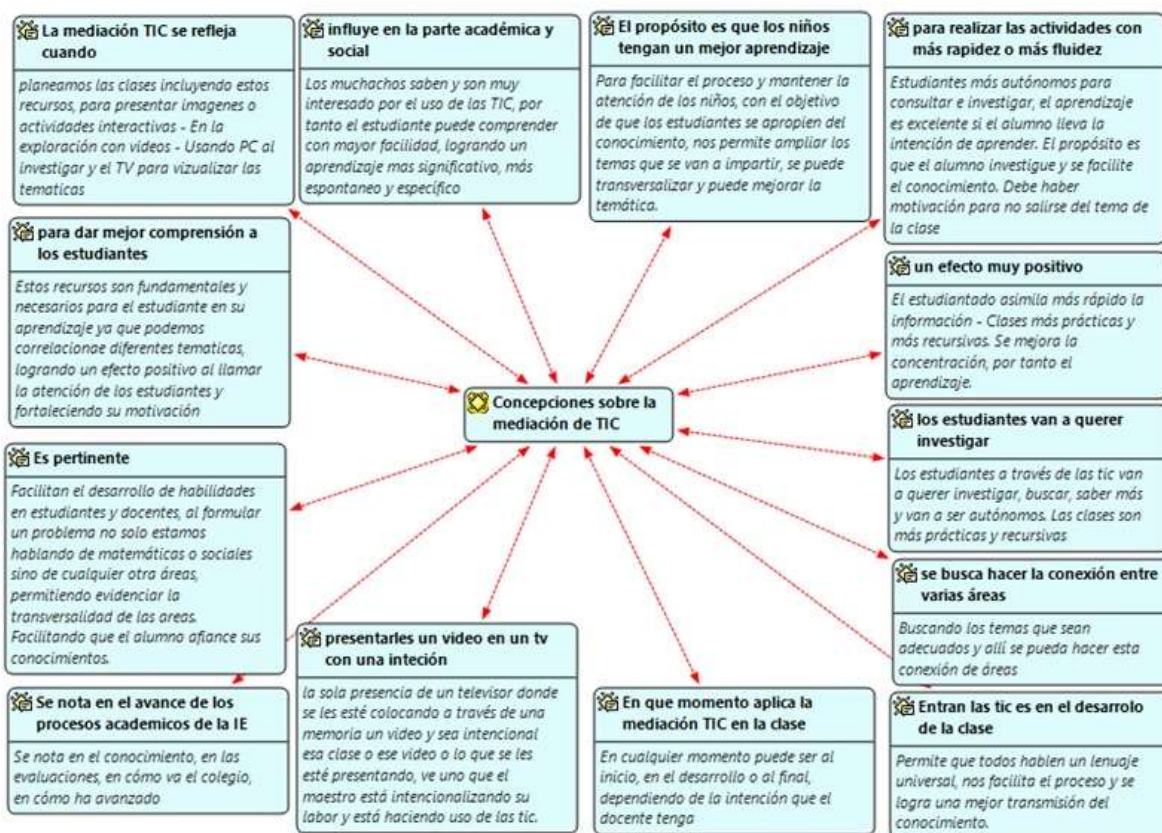 La mediación TIC se refleja
cuando
planeamos las clases incluyendo estos
recursos, para presentar imagenes o
actividades interactivas - En la
exploración con videos - Usando PC al
investigar y el TV para vizualizar las
tematicas
influye en la parte académica y
social
Los muchachos saben y son muy
interesado por el uso de las TIC, por
tanto el estudiante puede comprender
con mayor facilidad, logrando un
aprendizaje mas significativo, más
espontaneo y especifico
El propósito es que los niños
tengan un mejor aprendizaje
Para facilitar el proceso y mantener la
atención de los niños, con el objetivo
de que los estudiantes se apropien del
conocimiento, nos permite ampliar los
temas que se van a impartir, se puede
transversalizar y puede mejorar la
temática.
para realizar las actividades con
más rapidez o más fluidez
Estudiantes más autónomos para
consultar e investigar, el aprendizaje
es excelente si el alumno lleva la
intención de aprender. El propósito es
que el alumno investigue y se facilite
el conocimiento. Debe haber
motivación para no salirse del tema de
la clase
para dar mejor comprensión a
los estudiantes
Estos recursos son fundamentales y
necesarios para el estudiante en su
aprendizaje ya que podemos
correlacionae diferentes tematicas,
logrando un efecto positivo al llamar
la atención de los estudiantes y
fortaleciendo su motivación
un efecto muy positivo
El estudiantado asimila más rápido la
información - Clases más prácticas y
más recursivas. Se mejora la
concentración, por tanto el
aprendizaje.
Concepciones sobre la
mediación de TIC
los estudiantes van a querer
investigar
Los estudiantes a través de las tic van
a querer investigar, buscar, saber más
y van a ser autónomos. Las clases son
más prácticas y recursivas
Es pertinente
Facilitan el desarrollo de habilidades
en estudiantes y docentes, al formular
un problema no solo estamos
hablando de matemáticas o sociales
sino de cualquier otra áreas,
permitiendo evidenciar la
transversalidad de las areas.
Facilitando que el alumno afiance sus
conocimientos.
se busca hacer la conexión entre
varias áreas
Buscando los temas que sean
adecuados y allí se pueda hacer esta
conexión de áreas
Se nota en el avance de los
procesos academicos de la IE
Se nota en el conocimiento, en las
evaluaciones, en cómo va el colegio,
en cómo ha avanzado
presentarles un video en un tv
con una inteción
la sola presencia de un televisor donde
se les esté colocando a través de una
memoria un video y sea intencional
esa clase o ese video o lo que se les
esté presentando, ve uno que el
maestro está intencionalizando su
labor y está haciendo uso de las tic.
En que momento aplica la
mediación TIC en la clase
En cualquier momento puede ser al
inicio, en el desarrollo o al final,
dependiendo de la intención que el
docente tenga
Entran las tic es en el desarrolo
de la clase
Permite que todos hablen un lenuaje
universal, nos facilita el proceso y se
logra una mejor transmisión del
conocimiento.